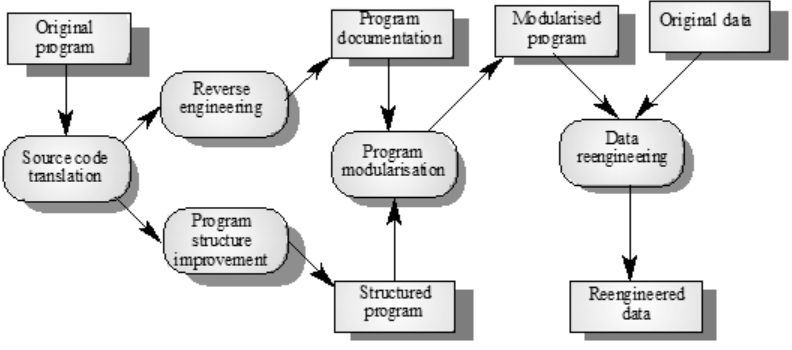 Original
program
Program
documentation
Modularised
program
Original data
Reverse
engineering
Source code
translation
Program
modularisation
Data
reengineering
Program
structure
improvement
Structured
program
Reengineered
data